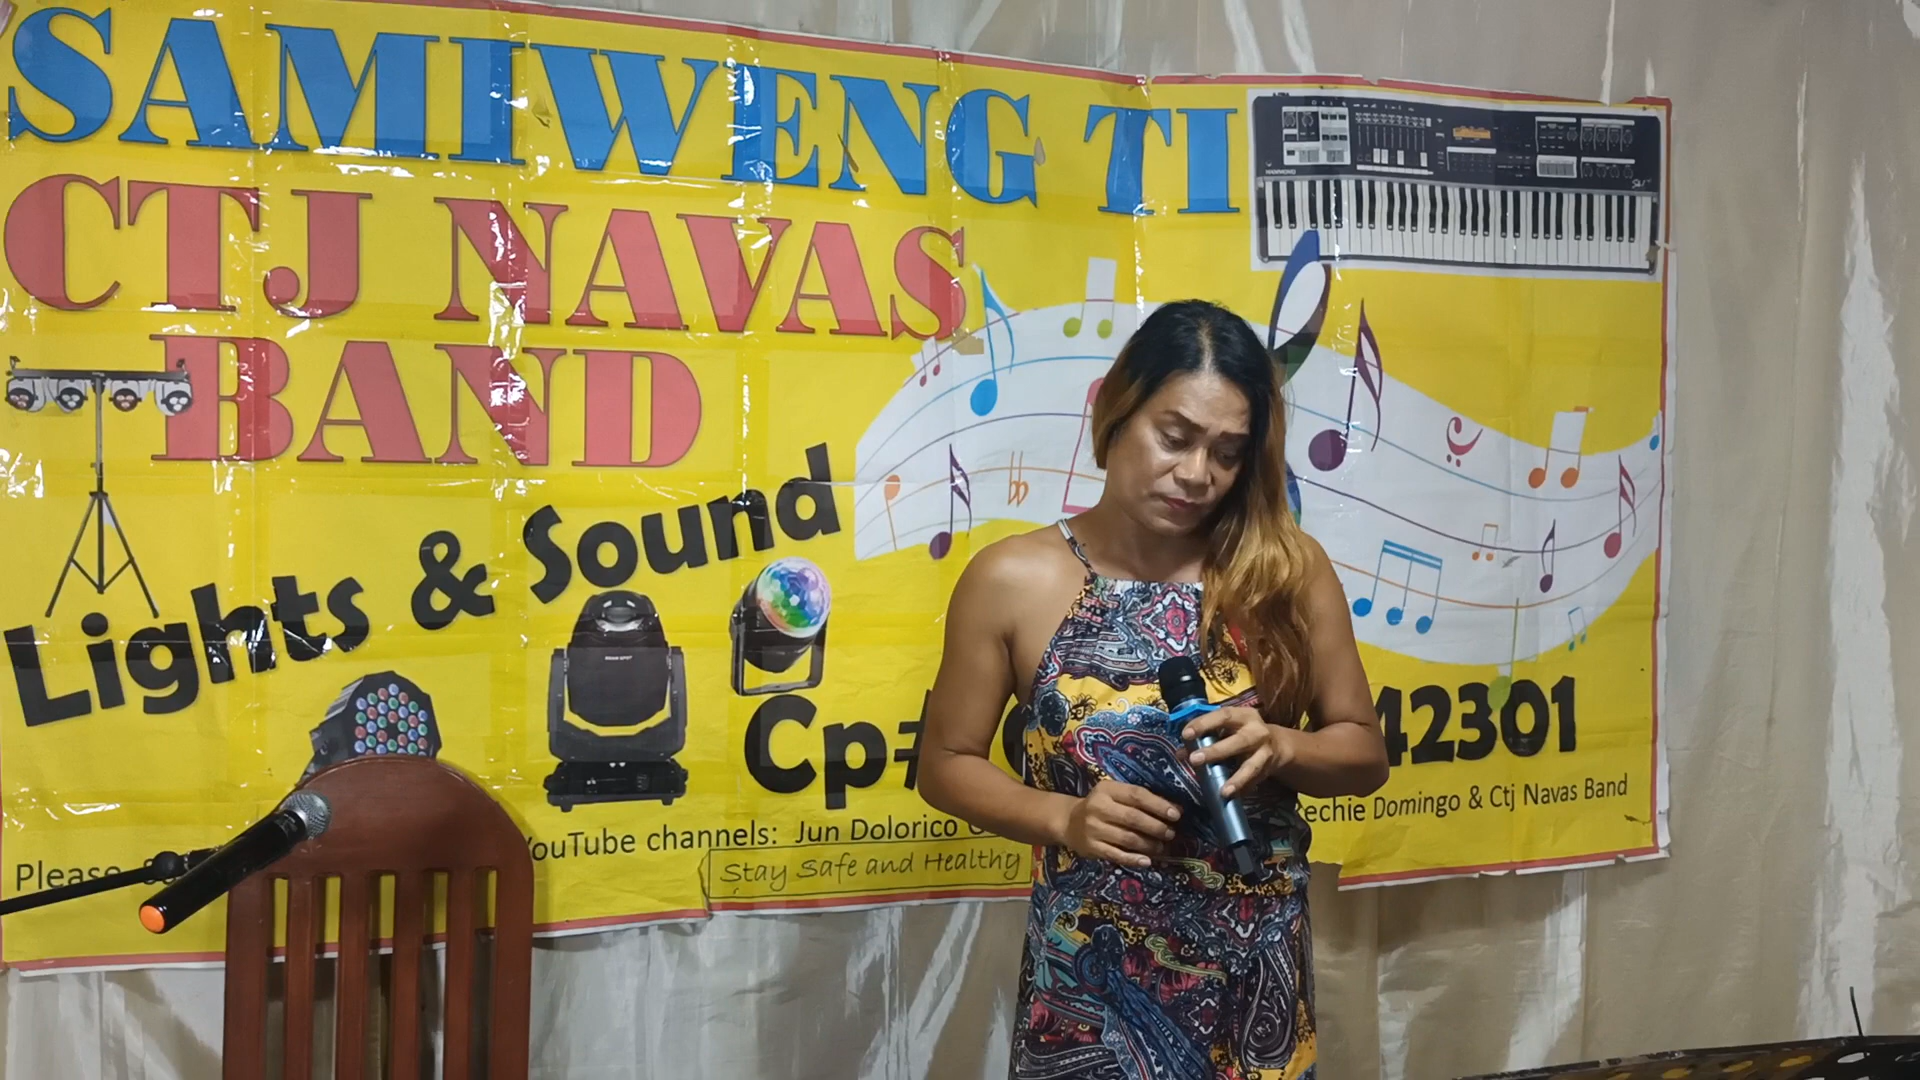 SAMIWENG TI
CTJ NAVAS
BAND
Lights & Sound
Cp# 42301
Please YouTube channels: Jun Dolorico echie Domingo & Ctj Navas Band
Stay Safe and Healthy